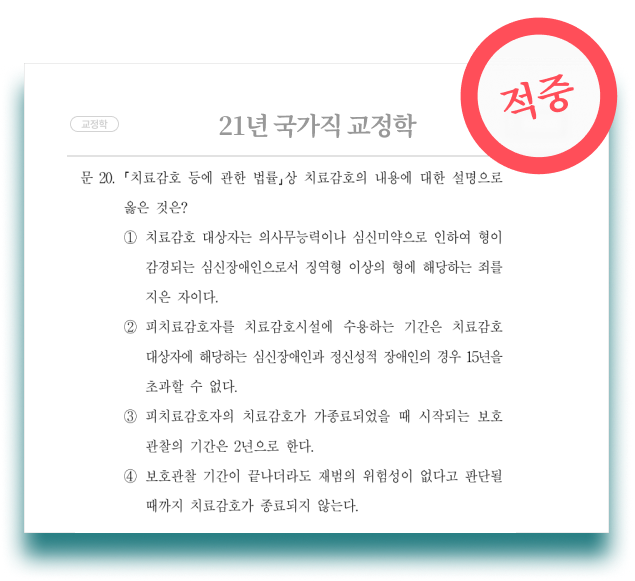 적중
교정학
21년 국가직 교정학
문 20. 「치료감호 등에 관한 법률」상 치료감호의 내용에 대한 설명으로
옳은 것은?
① 치료감호 대상자는 의사무능력이나 심신미약으로 인하여 형이
감경되는 심신장애인으로서 징역형 이상의 형에 해당하는 죄를
지은 자이다.
② 피치료감호자를 치료감호시설에 수용하는 기간은 치료감호
대상자에 해당하는 심신장애인과 정신성적 장애인의 경우 15년을
초과할 수 없다.
③ 피치료감호자의 치료감호가 가종료되었을 때 시작되는 보호
관찰의 기간은 2년으로 한다.
④ 보호관찰 기간이 끝나더라도 재범의 위험성이 없다고 판단될
때까지 치료감호가 종료되지 않는다.